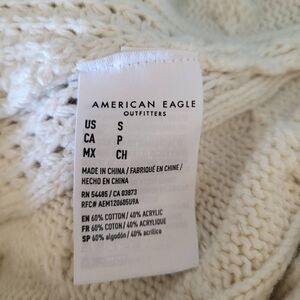 AMERICAN EAGLE
OUTFITTERS
US S
CA P
MX CH
MADE IN CHINA / FABRIQUÉ EN CHINE /
HECHO EN CHINA
RN 54485 / CA 03873
RFC# AEM120605U9A
EN 60% COTTON / 40% ACRYLIC
FR 60% COTON / 40% ACRYLIQUE
SP 60% algodón / 40% acrílico